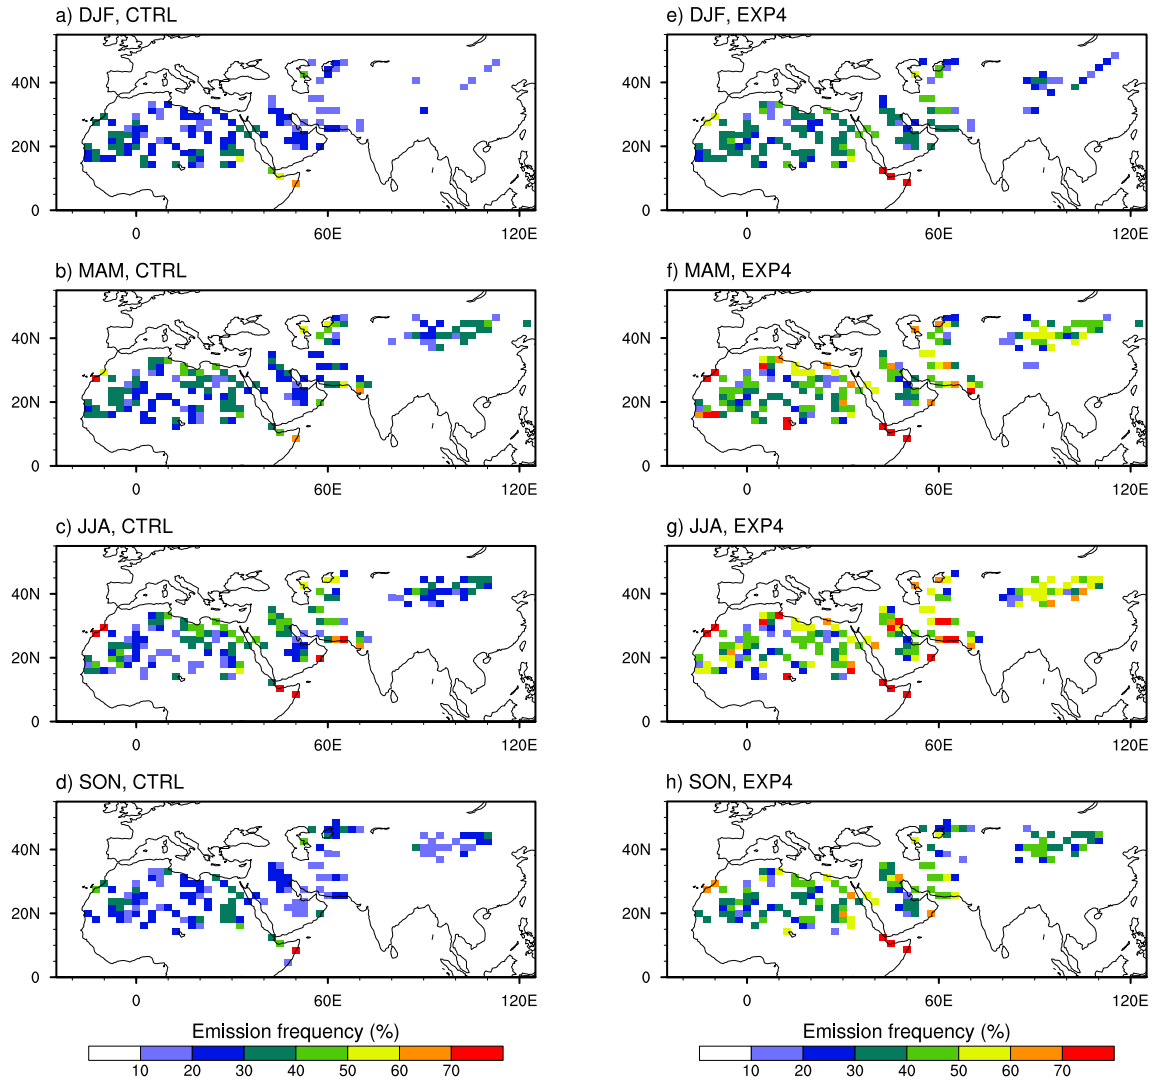 a) DJF, CTRL
40N
20N
0
0 60E 120E
e) DJF, EXP4
40N
20N
0
0 60E 120E
b) MAM, CTRL
40N
20N
0
0 60E 120E
f) MAM, EXP4
40N
20N
0
0 60E 120E
c) JJA, CTRL
40N
20N
0
0 60E 120E
g) JJA, EXP4
40N
20N
0
0 60E 120E
d) SON, CTRL
40N
20N
0
0 60E 120E
h) SON, EXP4
40N
20N
0
0 60E 120E
Emission frequency (%)
10 20 30 40 50 60 70
Emission frequency (%)
10 20 30 40 50 60 70